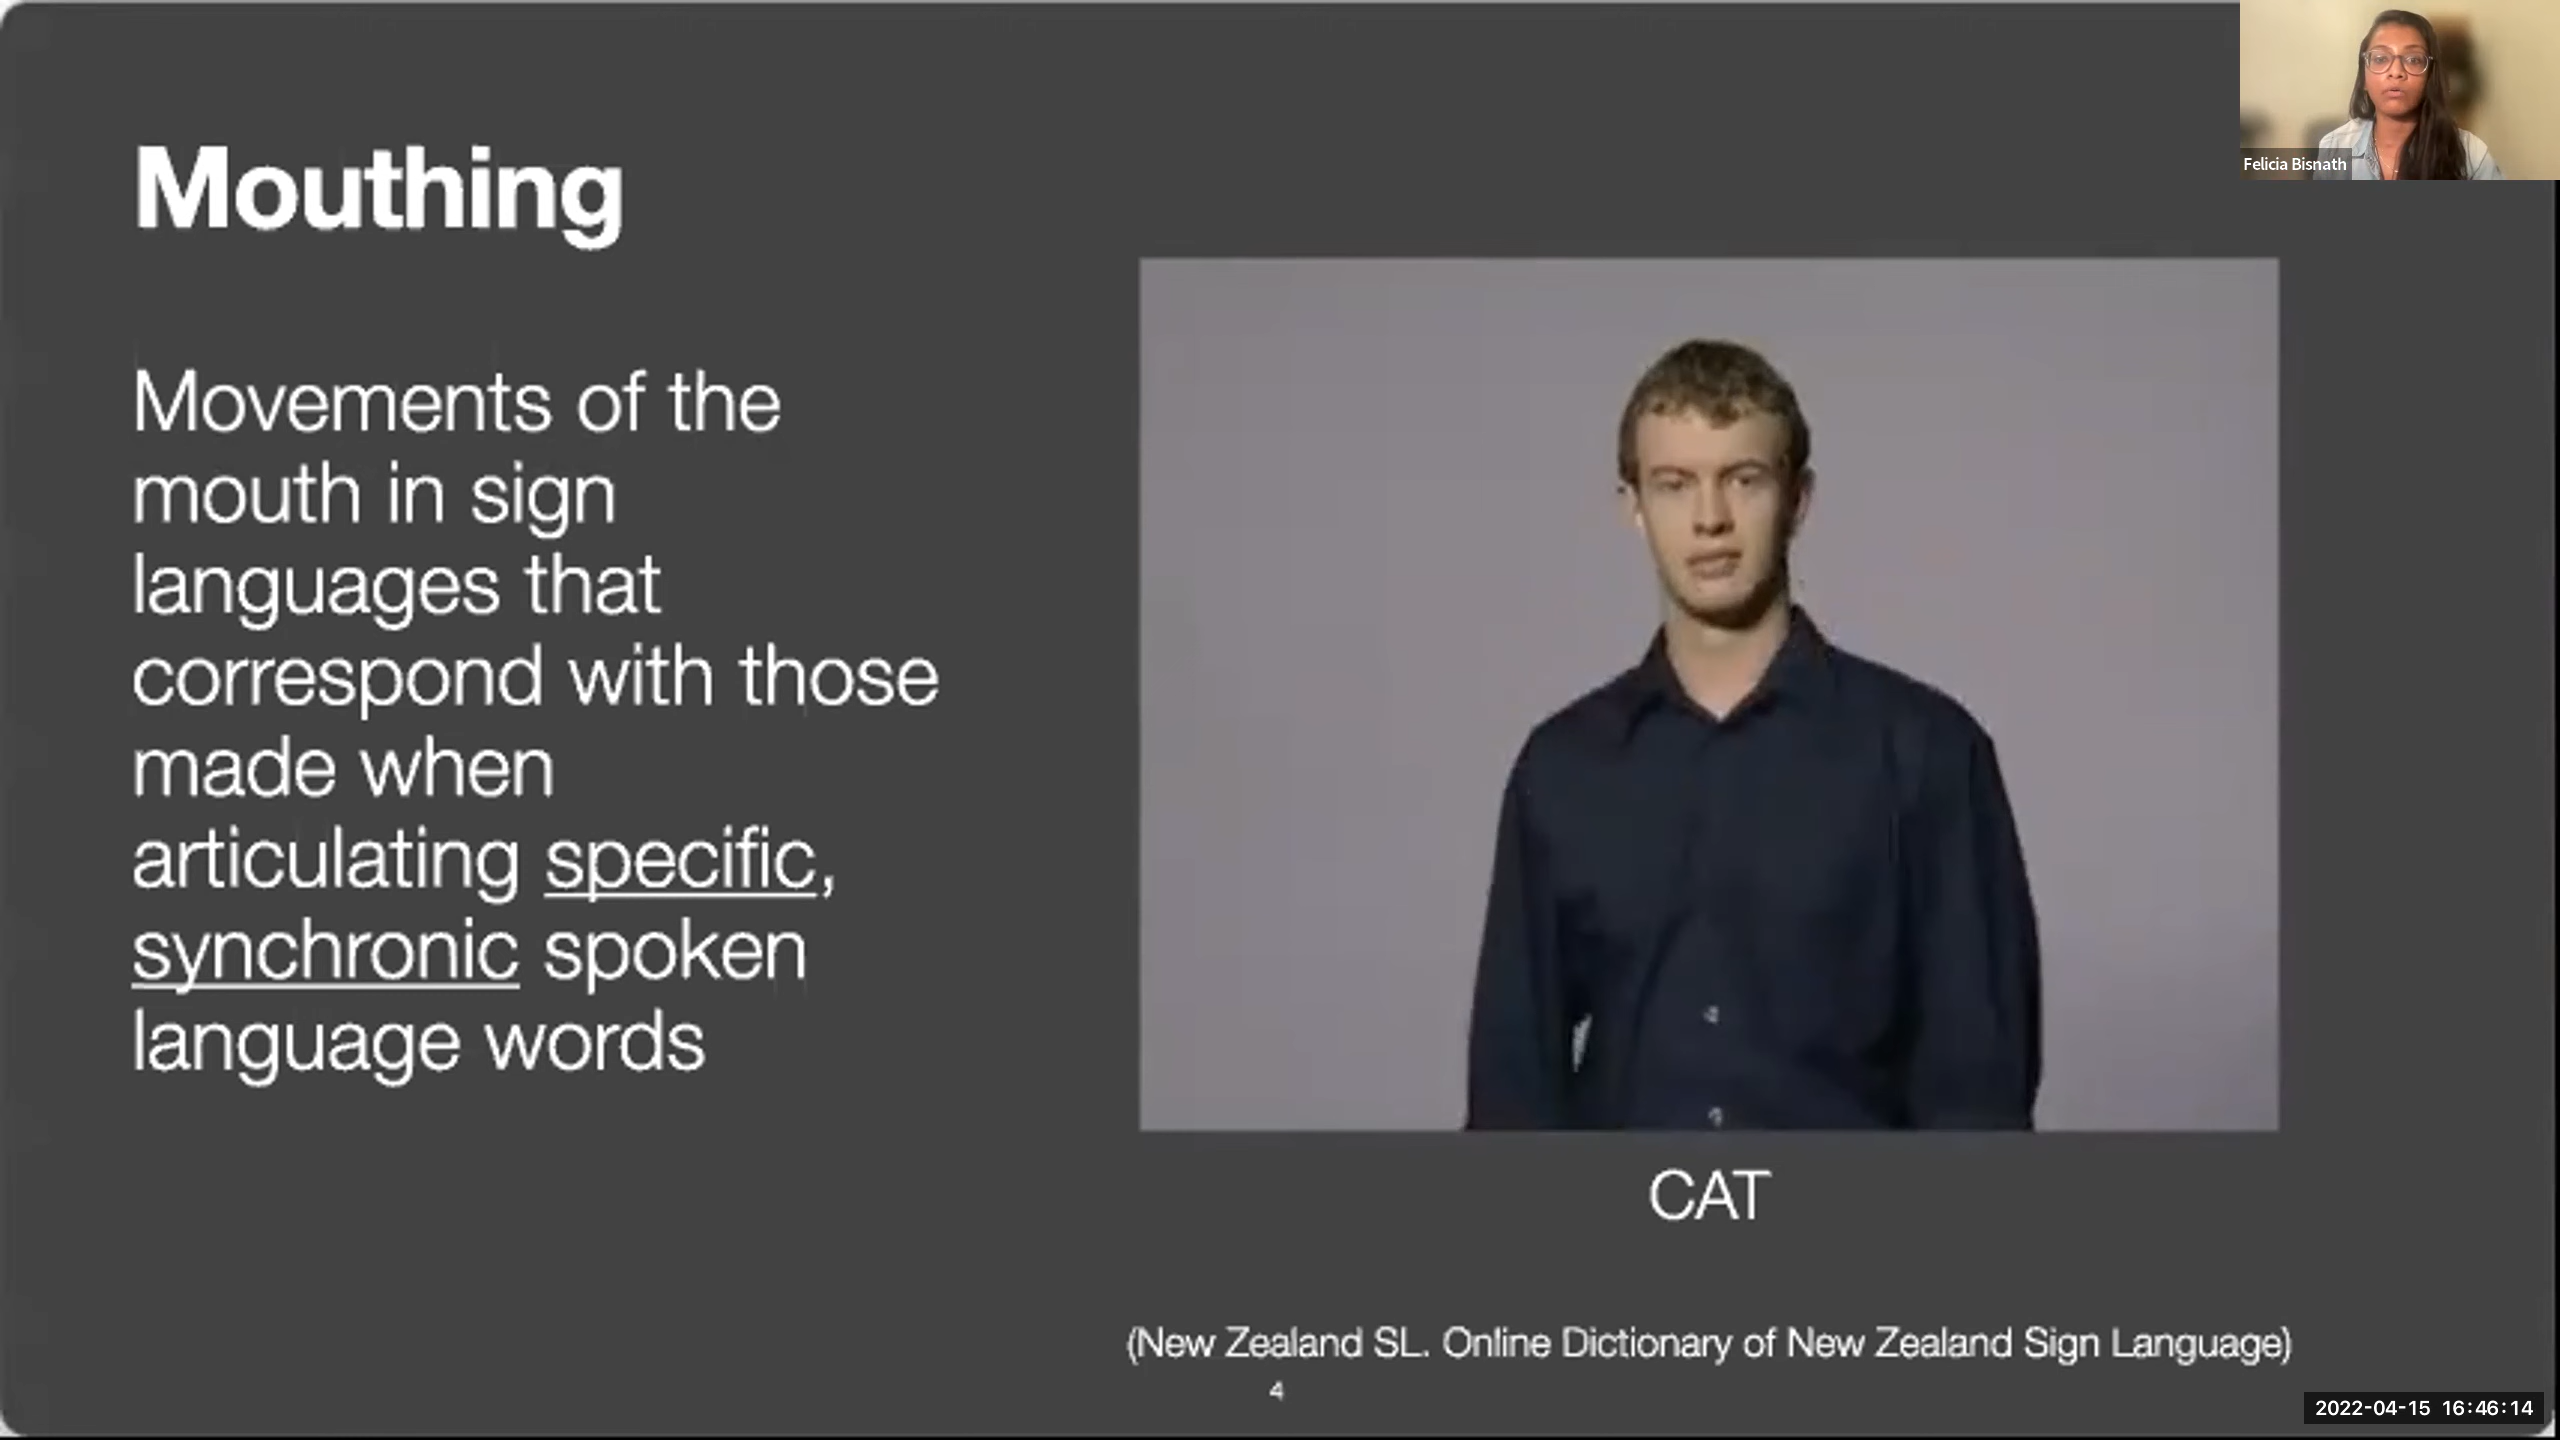 Felicia Bisnath
Mouthing
Movements of the
mouth in sign
languages that
correspond with those
made when
articulating specific,
synchronic spoken
language words
CAT
(New Zealand SL. Online Dictionary of New Zealand Sign Language)
4
2022-04-15 16:46:14